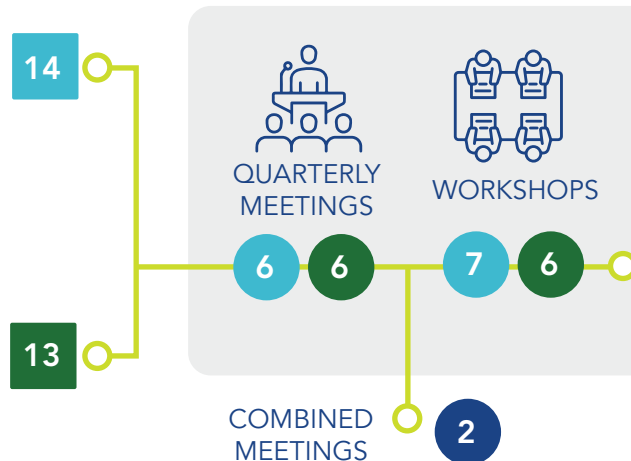 14
QUARTERLY
MEETINGS
WORKSHOPS
6 6 7 6
13
COMBINED
MEETINGS
2